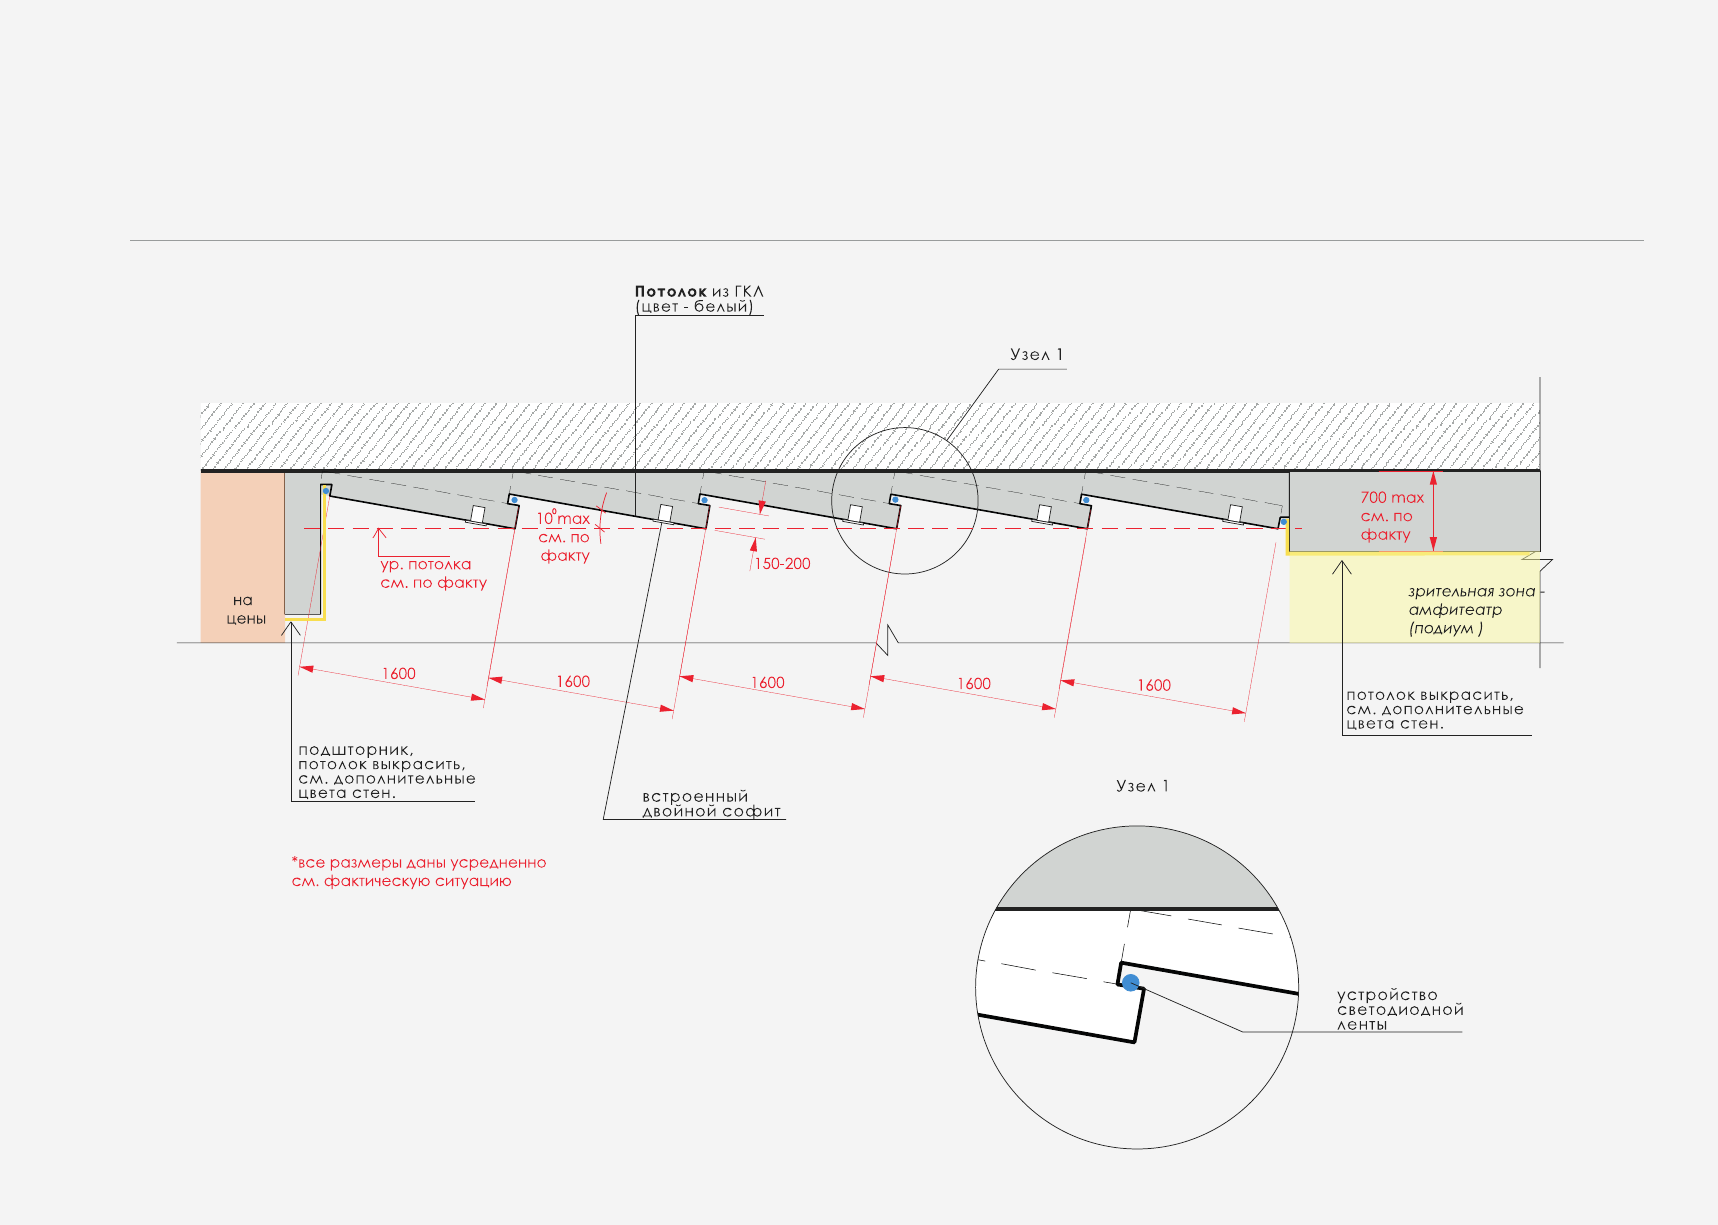 Потолок из ГКЛ
(цвет - белый)
Узел 1
10⁰max
см. по
факту
700 max
см. по
факту
ур. потолка
см. по факту
150-200
на
цены
зрительная зона -
амфитеатр
(подиум )
1600
1600
1600
1600
1600
потолок выкрасить,
см. дополнительные
цвета стен.
подшторник,
потолок выкрасить,
см. дополнительные
цвета стен.
встроенный
двойной софит
Узел 1
*все размеры даны усредненно
см. фактическую ситуацию
устройство
светодиодной
ленты